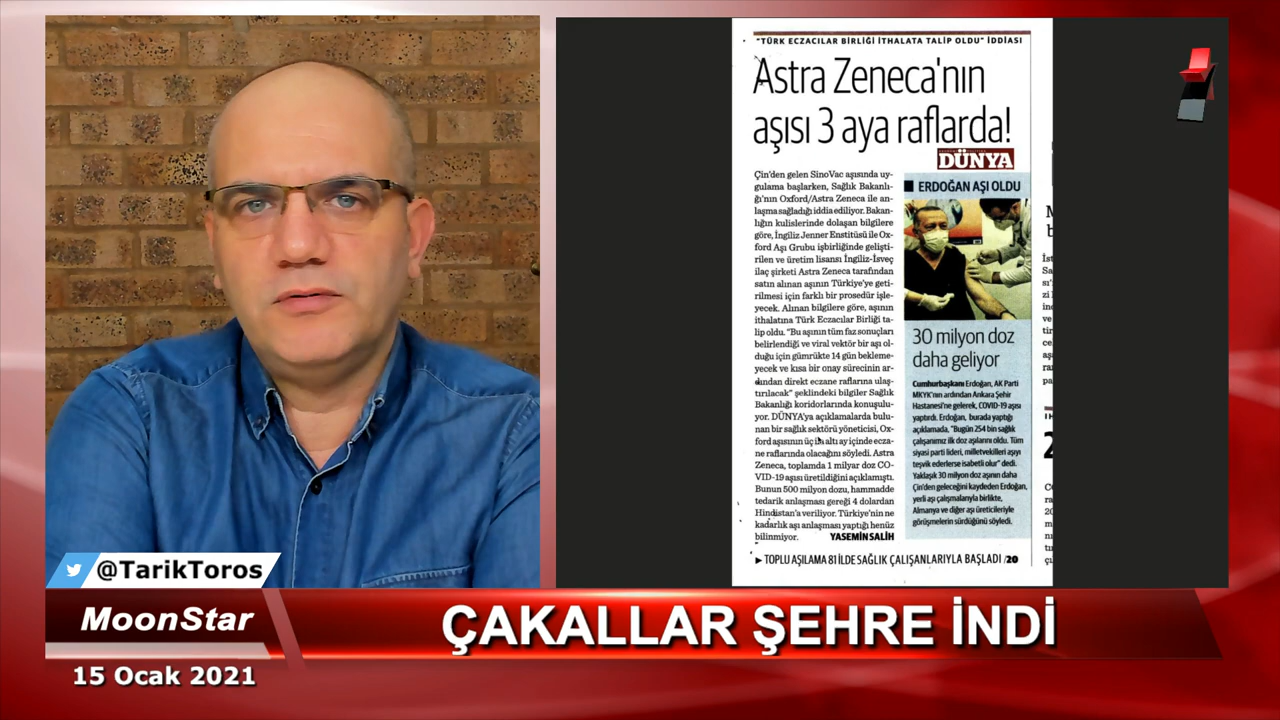 "TÜRK ECZACILAR BİRLİĞİ İTHALATA TALİP OLDU" İDDİASI
Astra Zeneca'nın
aşısı 3 aya raflarda!
DÜNYA
Çin'den gelen SinoVac aşısında uy-
gulama başlarken, Sağlık Bakanlı-
ğı'nın Oxford/Astra Zeneca ile an-
laşma sağladığı iddia ediliyor. Bakan-
lığın kulislerinde dolaşan bilgilere
göre, İngiliz Jenner Enstitüsü ile Ox-
ford Aşı Grubu işbirliğinde gelişti-
rilen ve üretim lisansı İngiliz-İsveç
ilaç şirketi Astra Zeneca tarafından
satın alınan aşının Türkiye'ye geti-
rilmesi için farklı bir prosedür işle-
yecek. Alınan bilgilere göre, aşının
ithalatına Türk Eczacılar Birliği ta-
lip oldu. "Bu aşının tüm faz sonuçları
belirlendiği ve viral vektör bir aşı ol-
duğu için gümrükte 14 gün bekleme-
yecek ve kısa bir onay sürecinin ar-
dından direkt eczane raflarına ulaş-
tırılacak" şeklindeki bilgiler Sağlık
Bakanlığı koridorlarında konuşulu-
yor. DÜNYA'ya açıklamalarda bulu-
nan bir sağlık sektörü yöneticisi, Ox-
ford aşısının üç ila altı ay içinde ecza-
ne raflarında olacağını söyledi. Astra
Zeneca, toplamda 1 milyar doz CO-
VID-19 aşısı üretildiğini açıklamıştı.
Bunun 500 milyon dozu, hammadde
tedarik anlaşması gereği 4 dolardan
Hindistan'a veriliyor. Türkiye'nin ne
kadarlık aşı anlaşması yaptığı henüz
bilinmiyor. YASEMİN SALİH
ERDOĞAN AŞI OLDU
30 milyon doz
daha geliyor
Cumhurbaşkanı Erdoğan, AK Parti
MKYK'nın ardından Ankara Şehir
Hastanesi'ne gelerek, COVID-19 aşısı
yaptırdı. Erdoğan, burada yaptığı
açıklamada, "Bugün 254 bin sağlık
çalışanımız ilk doz aşılarını oldu. Tüm
siyasi parti lideri, milletvekilleri aşıyı
teşvik ederlerse isabetli olur" dedi.
Yaklaşık 30 milyon doz aşının daha
Çin'den geleceğini kaydeden Erdoğan,
yerli aşı çalışmalarıyla birlikte,
Almanya ve diğer aşı üreticileriyle
görüşmelerin sürdüğünü söyledi.
▶ TOPLU AŞILAMA 81 İLDE SAĞLIK ÇALIŞANLARIYLA BAŞLADI /20
@TarikToros
MoonStar
ÇAKALLAR ŞEHRE İNDİ
15 Ocak 2021